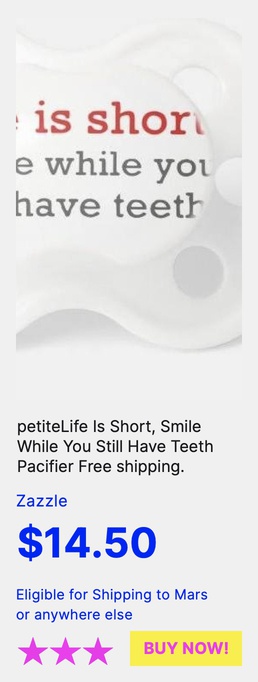 is short
e while you
have teeth
petiteLife Is Short, Smile
While You Still Have Teeth
Pacifier Free shipping.
Zazzle
$14.50
Eligible for Shipping to Mars
or anywhere else
BUY NOW!